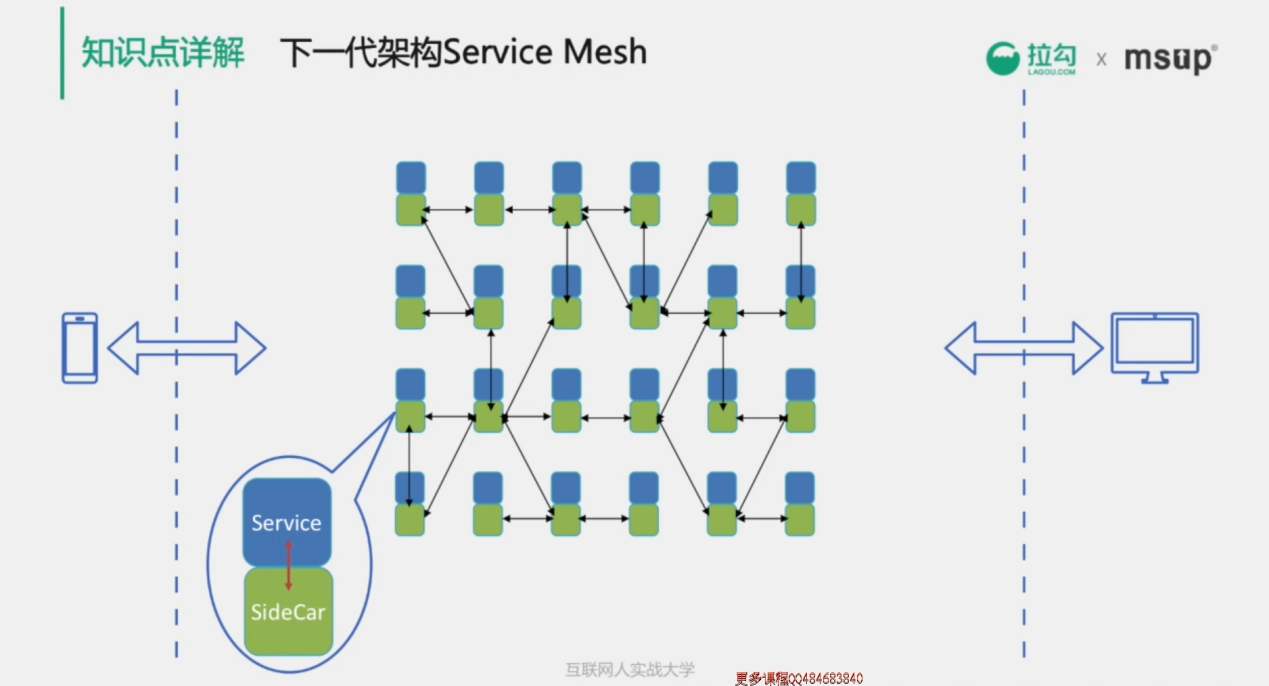 知识点详解 下一代架构Service Mesh
拉勾 x msup®
LAGOU.COM
Service
SideCar
互联网人实战大学
更多课程QQ484683840